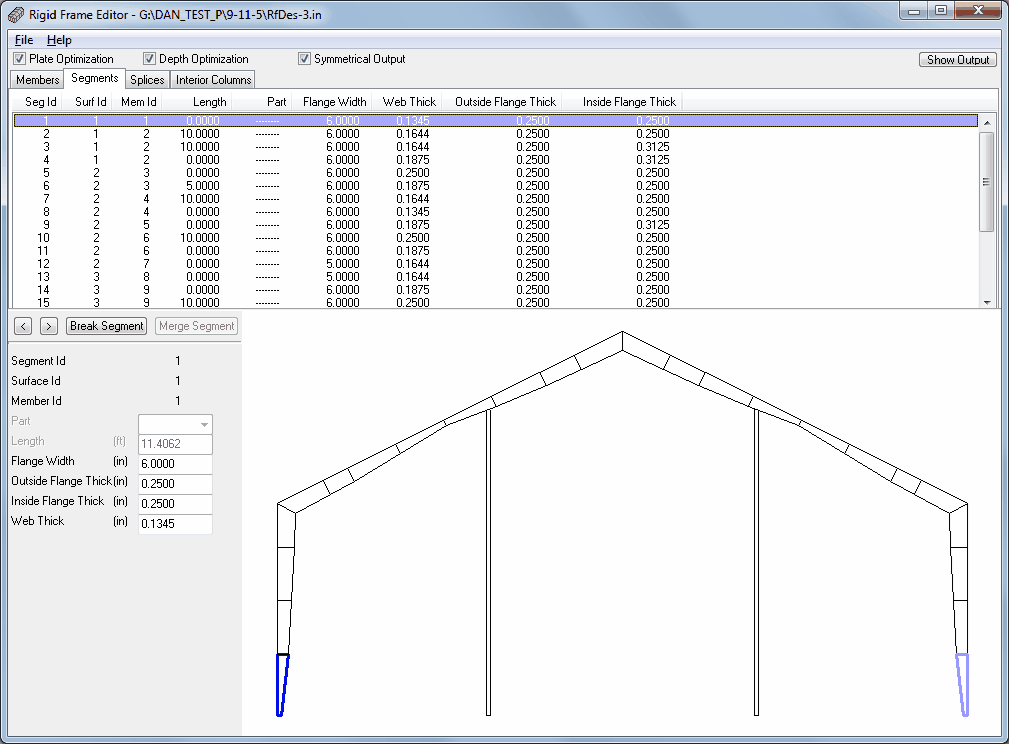 Rigid Frame Editor - G:\DAN_TEST_P\9-11-5\RfDes-3.in
File Help
Plate Optimization Depth Optimization Symmetrical Output Show Output
Members Segments Splices Interior Columns
Seg Id Surf Id Mem Id Length Part Flange Width Web Thick Outside Flange Thick Inside Flange Thick
1 1 1 0.0000 -------- 6.0000 0.1345 0.2500 0.2500
2 1 2 10.0000 -------- 6.0000 0.1644 0.2500 0.2500
3 1 2 10.0000 -------- 6.0000 0.1644 0.2500 0.3125
4 1 2 0.0000 -------- 6.0000 0.1875 0.2500 0.3125
5 2 3 0.0000 -------- 6.0000 0.2500 0.2500 0.2500
6 2 3 5.0000 -------- 6.0000 0.1875 0.2500 0.2500
7 2 4 10.0000 -------- 6.0000 0.1644 0.2500 0.2500
8 2 4 0.0000 -------- 6.0000 0.1345 0.2500 0.2500
9 2 5 0.0000 -------- 6.0000 0.1875 0.2500 0.3125
10 2 6 10.0000 -------- 6.0000 0.2500 0.2500 0.2500
11 2 6 0.0000 -------- 6.0000 0.1875 0.2500 0.2500
12 2 7 0.0000 -------- 5.0000 0.1644 0.2500 0.2500
13 3 8 0.0000 -------- 5.0000 0.1644 0.2500 0.2500
14 3 9 0.0000 -------- 6.0000 0.1875 0.2500 0.2500
15 3 9 10.0000 -------- 6.0000 0.2500 0.2500 0.2500
< > Break Segment Merge Segment
Segment Id 1
Surface Id 1
Member Id 1
Part
Length (ft) 11.4062
Flange Width (in) 6.0000
Outside Flange Thick (in) 0.2500
Inside Flange Thick (in) 0.2500
Web Thick (in) 0.1345